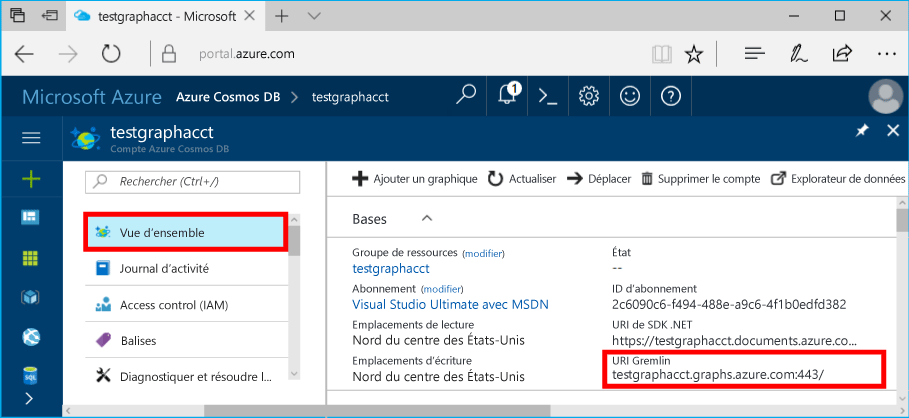 testgraphacct - Microsoft
portal.azure.com
Microsoft Azure Azure Cosmos DB > testgraphacct
1
testgraphacct
Compte Azure Cosmos DB
Rechercher (Ctrl+/)
Vue d'ensemble
Journal d'activité
Access control (IAM)
Balises
Diagnostiquer et résoudre l...
SQL
Ajouter un graphique Actualiser Déplacer Supprimer le compte Explorateur de données
Bases
Groupe de ressources (modifier)
testgraphacct
Abonnement (modifier)
Visual Studio Ultimate avec MSDN
Emplacements de lecture
Nord du centre des États-Unis
Emplacements d'écriture
Nord du centre des États-Unis
État
--
ID d'abonnement
2c6090c6-f494-488e-a9c6-4f1b0edfd382
URI de SDK .NET
https://testgraphacct.documents.azure.co...
URI Gremlin
testgraphacct.graphs.azure.com:443/